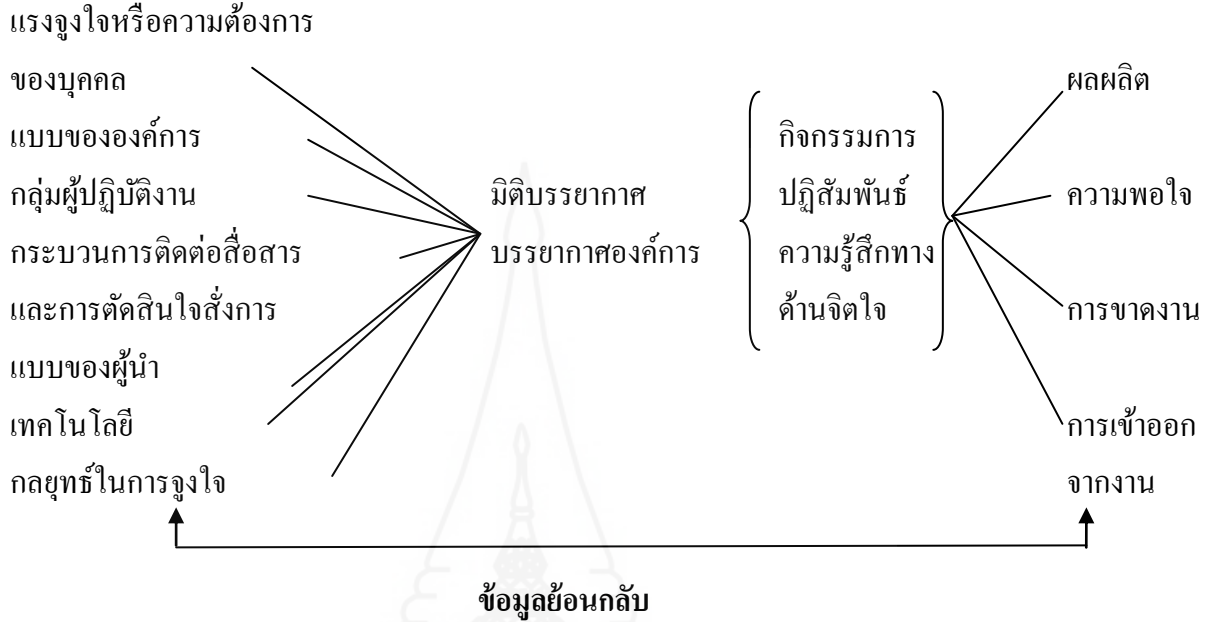 แรงจูงใจหรือความต้องการ
ของบุคคล
แบบขององค์การ
กลุ่มผู้ปฏิบัติงาน
กระบวนการติดต่อสื่อสาร
และการตัดสินใจสั่งการ
แบบของผู้นำ
เทคโนโลยี
กลยุทธ์ในการจูงใจ
มิติบรรยากาศ
บรรยากาศองค์การ
กิจกรรมการ
ปฏิสัมพันธ์
ความรู้สึกทาง
ด้านจิตใจ
ผลผลิต
ความพอใจ
การขาดงาน
การเข้าออก
จากงาน
ข้อมูลย้อนกลับ